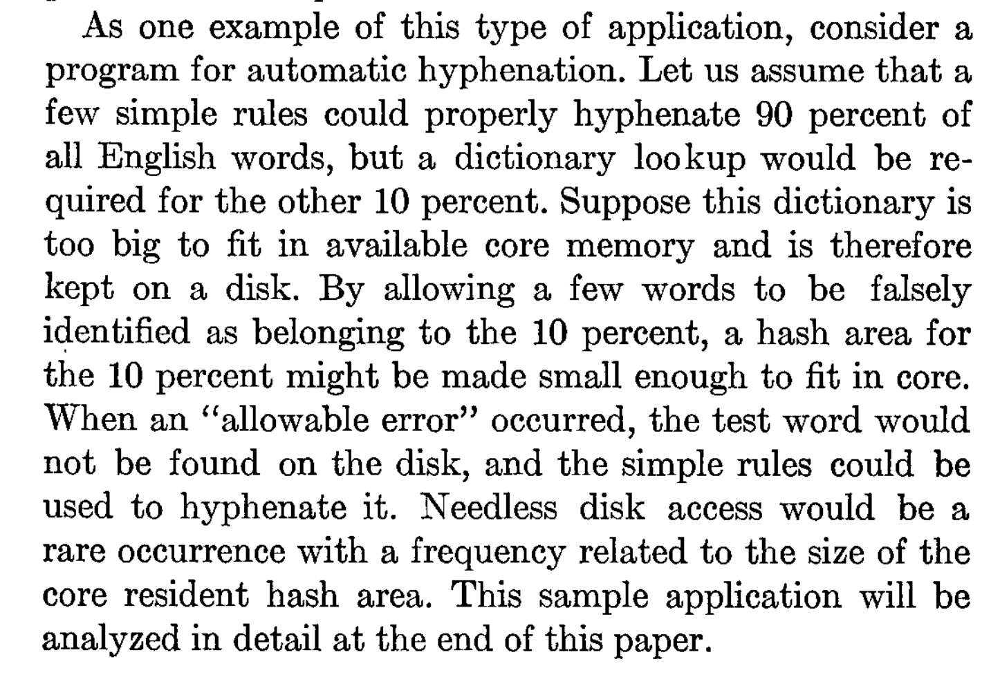 As one example of this type of application, consider a
program for automatic hyphenation. Let us assume that a
few simple rules could properly hyphenate 90 percent of
all English words, but a dictionary lookup would be re-
quired for the other 10 percent. Suppose this dictionary is
too big to fit in available core memory and is therefore
kept on a disk. By allowing a few words to be falsely
identified as belonging to the 10 percent, a hash area for
the 10 percent might be made small enough to fit in core.
When an “allowable error” occurred, the test word would
not be found on the disk, and the simple rules could be
used to hyphenate it. Needless disk access would be a
rare occurrence with a frequency related to the size of the
core resident hash area. This sample application will be
analyzed in detail at the end of this paper.